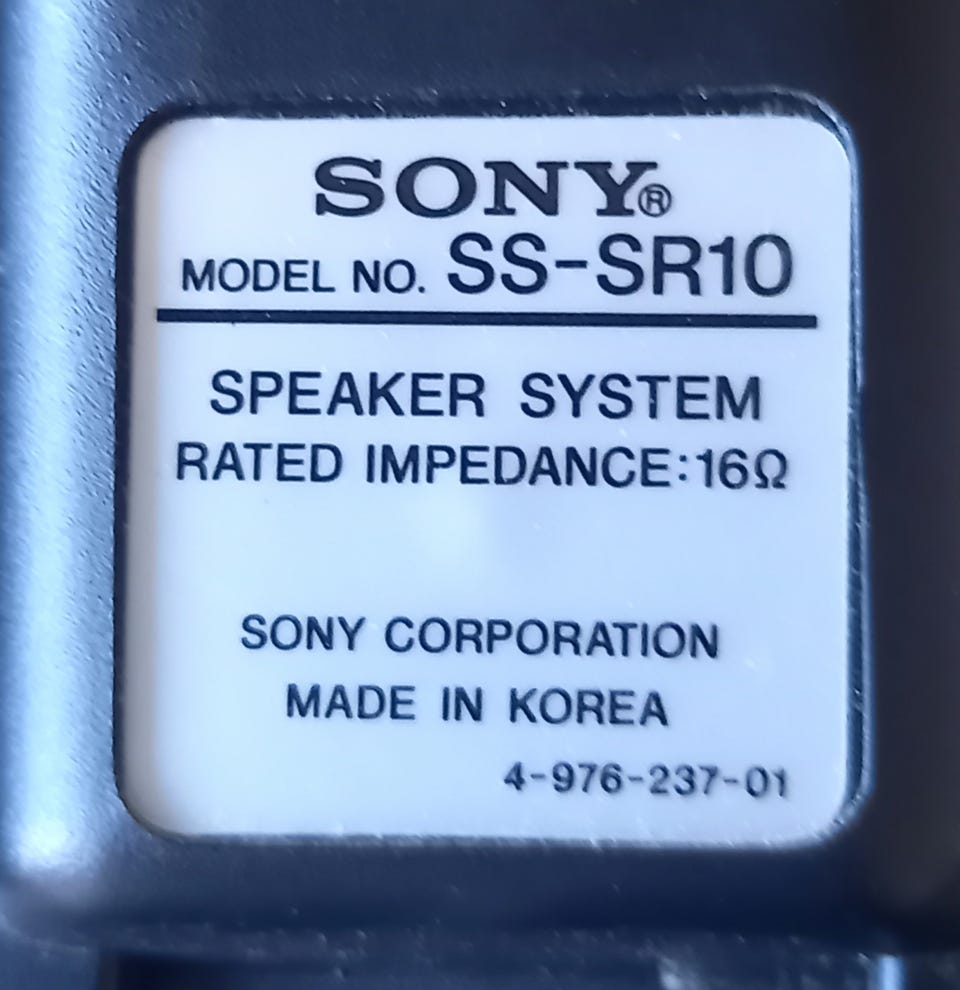 SONY®
MODEL NO. SS-SR10
SPEAKER SYSTEM
RATED IMPEDANCE:16Ω
SONY CORPORATION
MADE IN KOREA
4-976-237-01